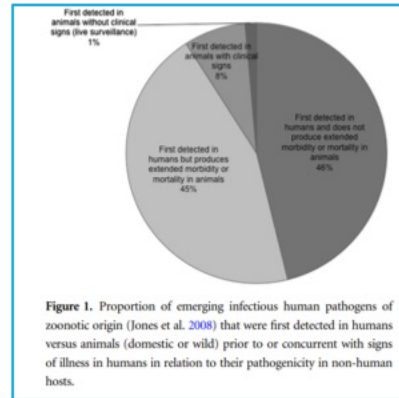 First detected in
animals without clinical
signs (live surveillance)
1%
First detected in
animals with clinical
signs
8%
First detected in
humans and does not
produce extended
morbidity or mortality in
animals
46%
First detected in
humans but produces
extended morbidity or
mortality in animals
45%
Figure 1. Proportion of emerging infectious human pathogens of
zoonotic origin (Jones et al. 2008) that were first detected in humans
versus animals (domestic or wild) prior to or concurrent with signs
of illness in humans in relation to their pathogenicity in non-human
hosts.